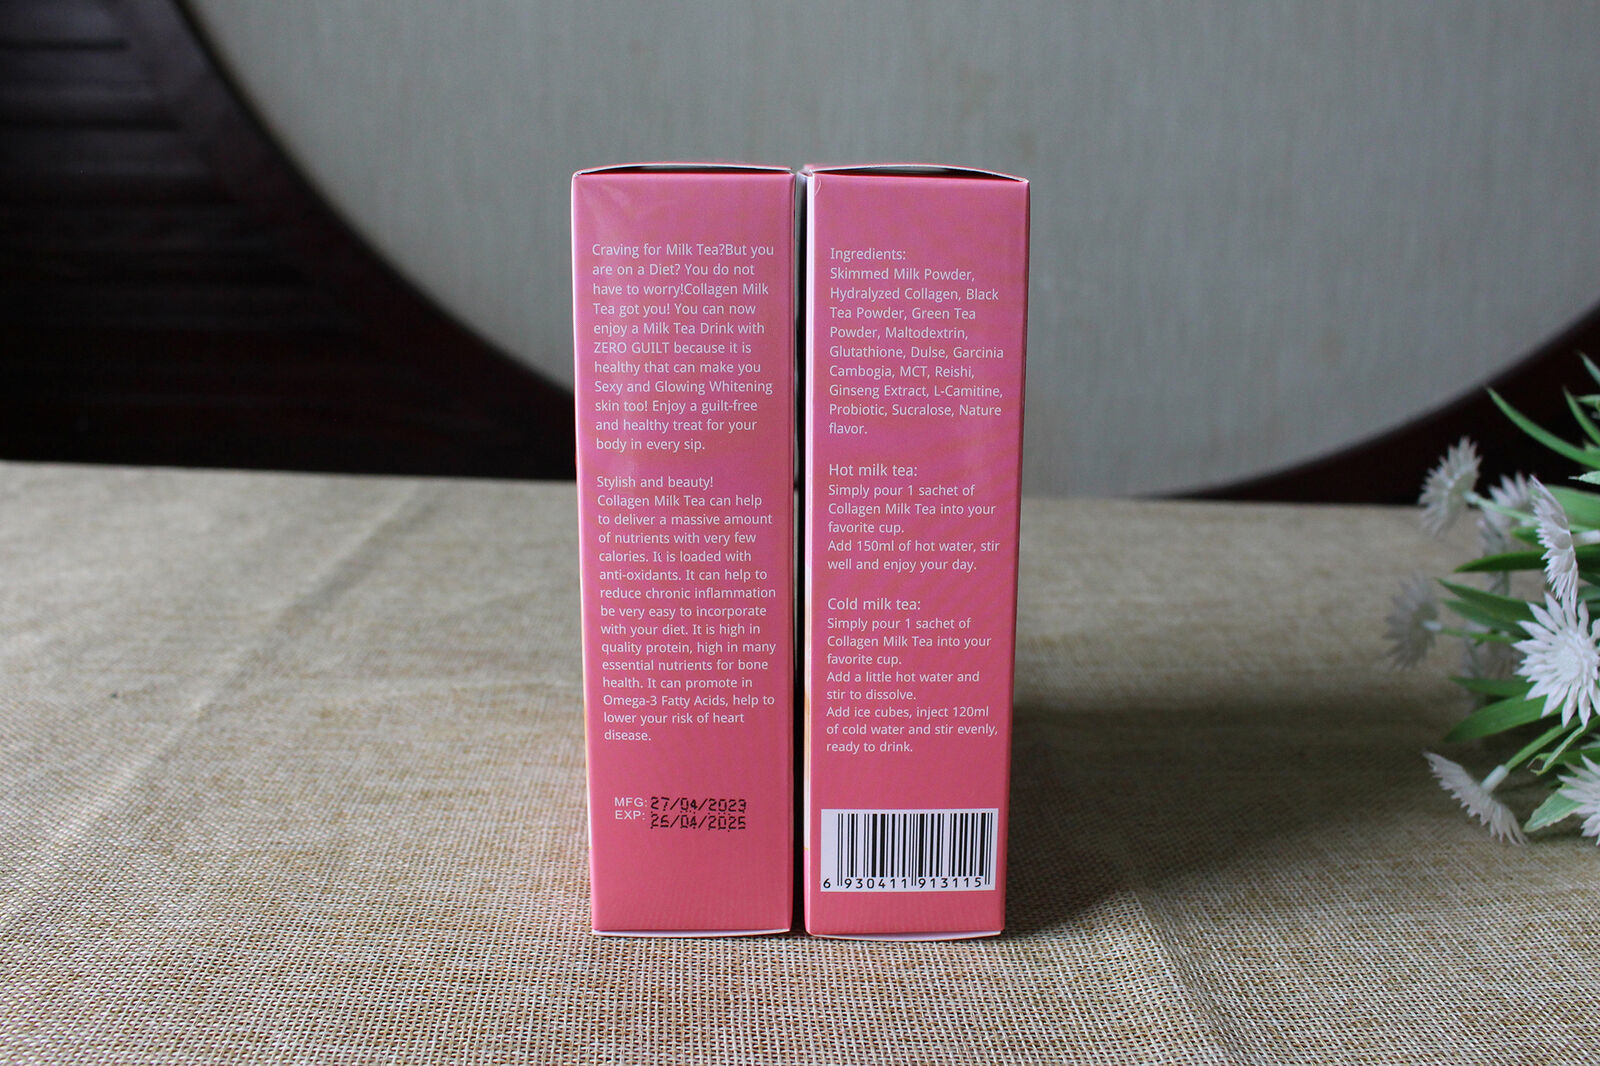 Craving for Milk Tea?But you
are on a Diet? You do not
have to worry!Collagen Milk
Tea got you! You can now
enjoy a Milk Tea Drink with
ZERO GUILT because it is
healthy that can make you
Sexy and Glowing Whitening
skin too! Enjoy a guilt-free
and healthy treat for your
body in every sip.
Stylish and beauty!
Collagen Milk Tea can help
to deliver a massive amount
of nutrients with very few
calories. It is loaded with
anti-oxidants. It can help to
reduce chronic inflammation
be very easy to incorporate
with your diet. It is high in
quality protein, high in many
essential nutrients for bone
health. It can promote in
Omega-3 Fatty Acids, help to
lower your risk of heart
disease.
MFG: 27/04/2023
EXP: 26/04/2025
Ingredients:
Skimmed Milk Powder,
Hydralyzed Collagen, Black
Tea Powder, Green Tea
Powder, Maltodextrin,
Glutathione, Dulse, Garcinia
Cambogia, MCT, Reishi,
Ginseng Extract, L-Camitine,
Probiotic, Sucralose, Nature
flavor.
Hot milk tea:
Simply pour 1 sachet of
Collagen Milk Tea into your
favorite cup.
Add 150ml of hot water, stir
well and enjoy your day.
Cold milk tea:
Simply pour 1 sachet of
Collagen Milk Tea into your
favorite cup.
Add a little hot water and
stir to dissolve.
Add ice cubes, inject 120ml
of cold water and stir evenly,
ready to drink.
6 930411 913115